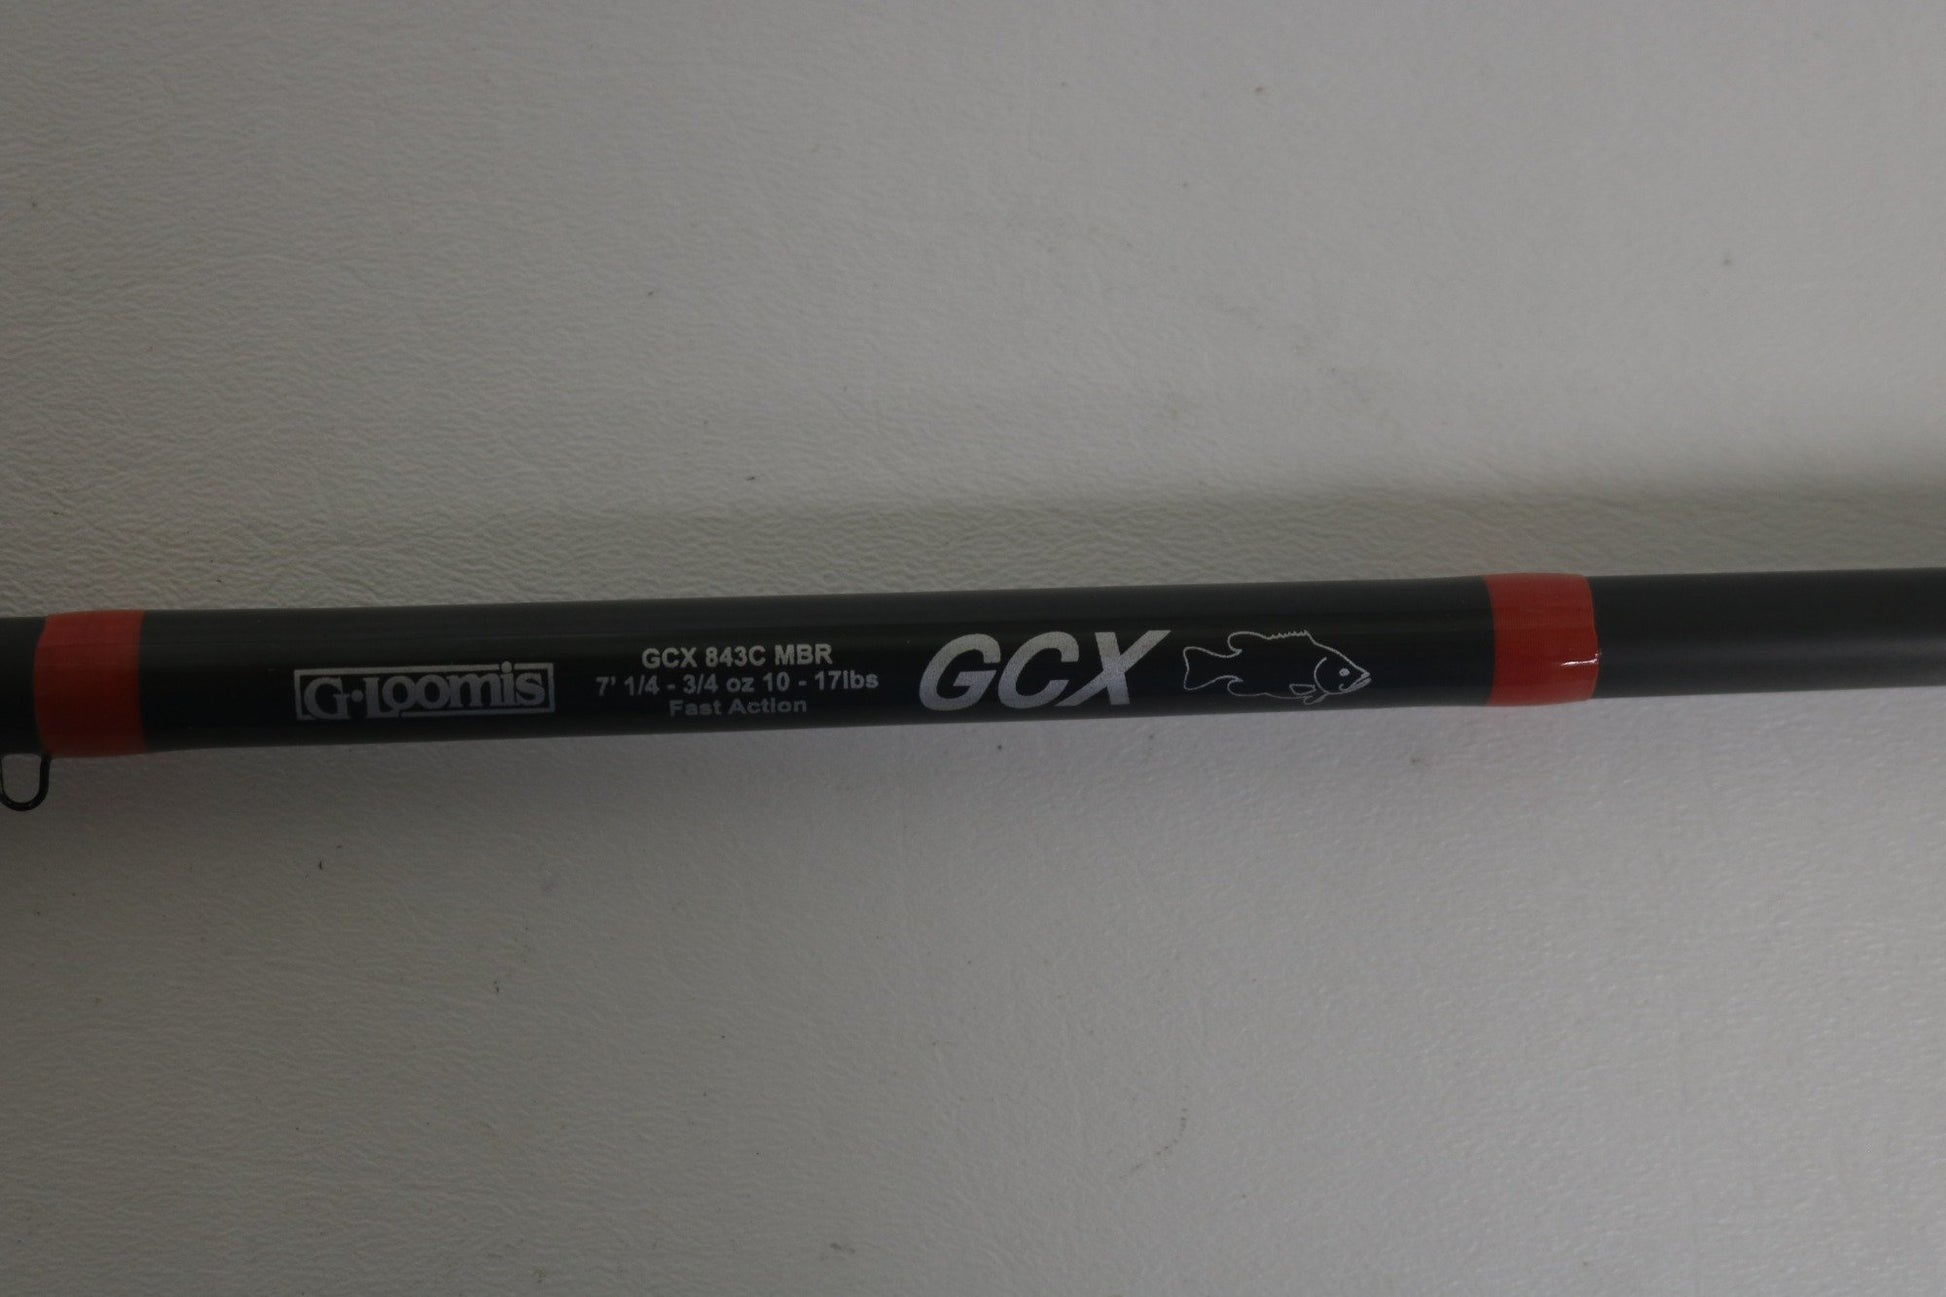 G·Loomis
GCX 843C MBR
7' 1/4 - 3/4 oz 10 - 17lbs
Fast Action
GCX